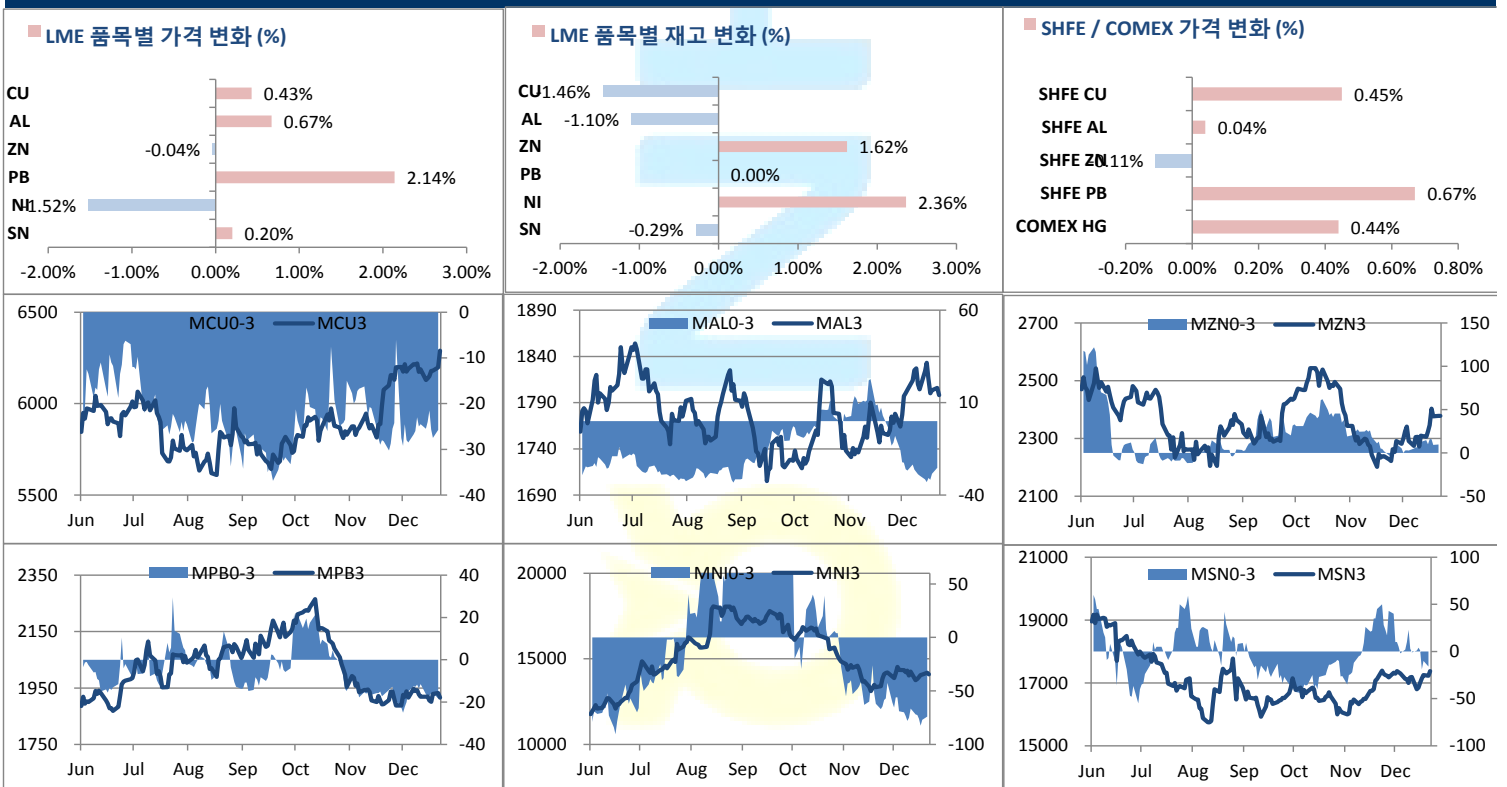 LME 품목별 가격 변화 (%)
CU 0.43%
AL 0.67%
ZN -0.04%
PB 2.14%
NI -1.52%
SN 0.20%
-2.00% -1.00% 0.00% 1.00% 2.00% 3.00%
LME 품목별 재고 변화 (%)
CU -1.46%
AL -1.10%
ZN 1.62%
PB 0.00%
NI 2.36%
SN -0.29%
-2.00% -1.00% 0.00% 1.00% 2.00% 3.00%
SHFE / COMEX 가격 변화 (%)
SHFE CU 0.45%
SHFE AL 0.04%
SHFE ZN -0.11%
SHFE PB 0.67%
COMEX HG 0.44%
-0.20% 0.00% 0.20% 0.40% 0.60% 0.80%
MCU0-3 MCU3
6500 0
-10
6000 -20
-30
5500 -40
Jun Jul Aug Sep Oct Nov Dec
MAL0-3 MAL3
1890 60
1840
1790 10
1740
1690 -40
Jun Jul Aug Sep Oct Nov Dec
MZN0-3 MZN3
2700 150
100
2500
50
2300 0
2100 -50
Jun Jul Aug Sep Oct Nov Dec
MPB0-3 MPB3
2350 40
20
2150
0
1950 -20
1750 -40
Jun Jul Aug Sep Oct Nov Dec
MNI0-3 MNI3
20000 50
0
15000
-50
10000 -100
Jun Jul Aug Sep Oct Nov Dec
MSN0-3 MSN3
21000 100
19000 50
0
17000 -50
15000 -100
Jun Jul Aug Sep Oct Nov Dec